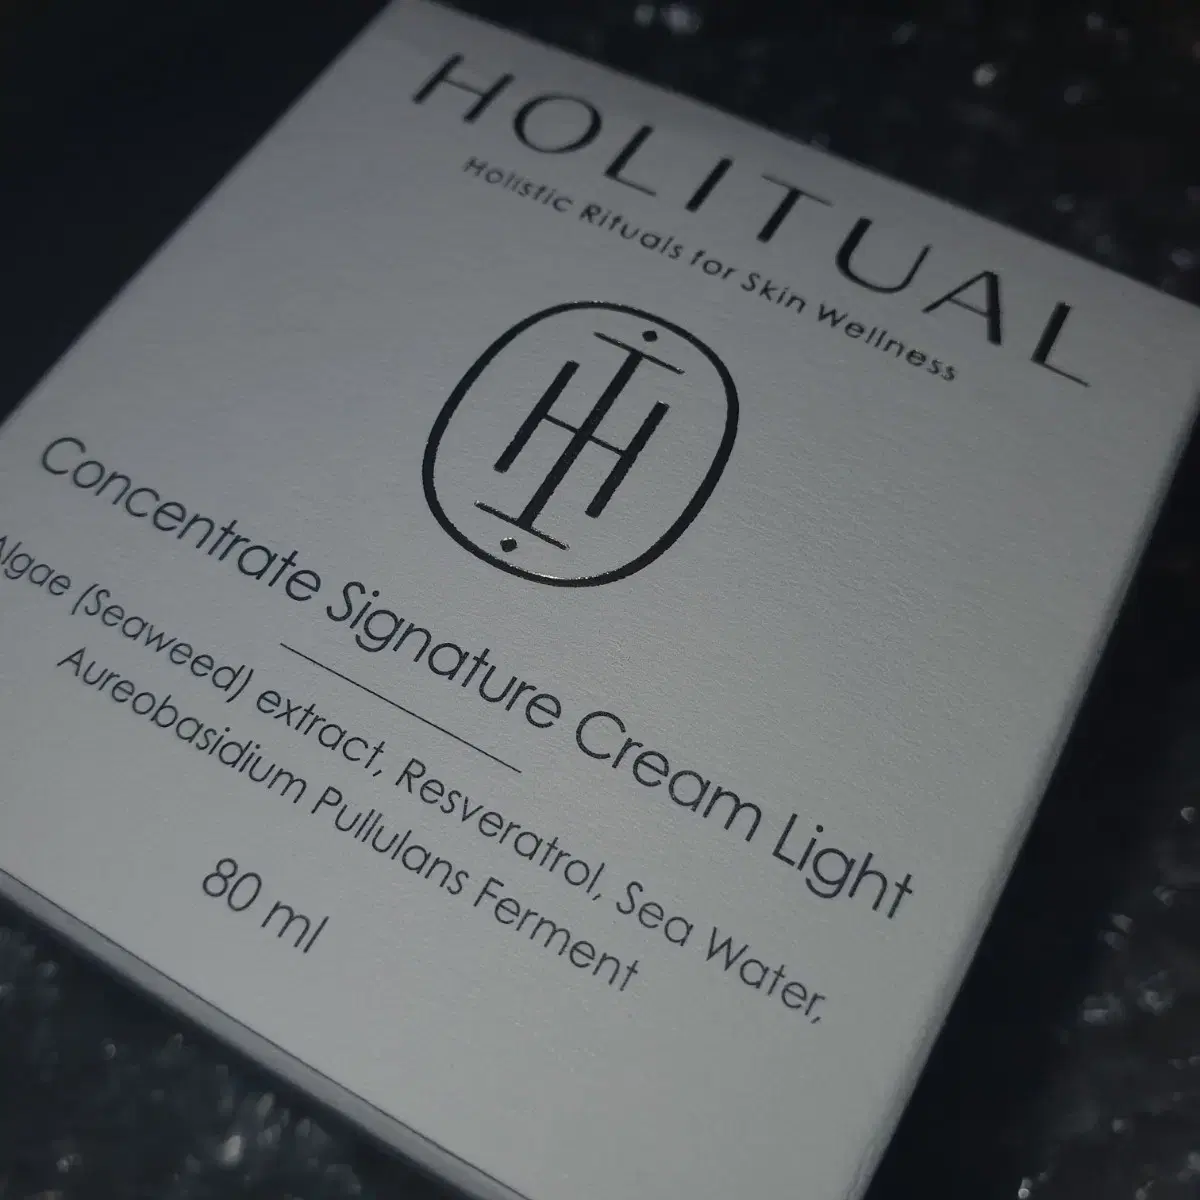 HOLITUAL
Holistic Rituals for Skin Wellness
Concentrate Signature Cream Light
Algae (Seaweed) extract, Resveratrol, Sea Water,
Aureobasidium Pullulans Ferment
80 ml